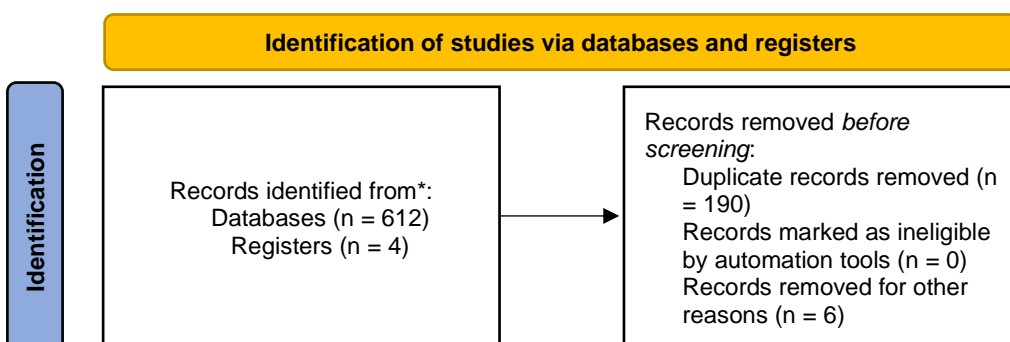 Identification of studies via databases and registers
Identification
Records identified from*:
Databases (n = 612)
Registers (n = 4)
Records removed before
screening:
Duplicate records removed (n
= 190)
Records marked as ineligible
by automation tools (n = 0)
Records removed for other
reasons (n = 6)